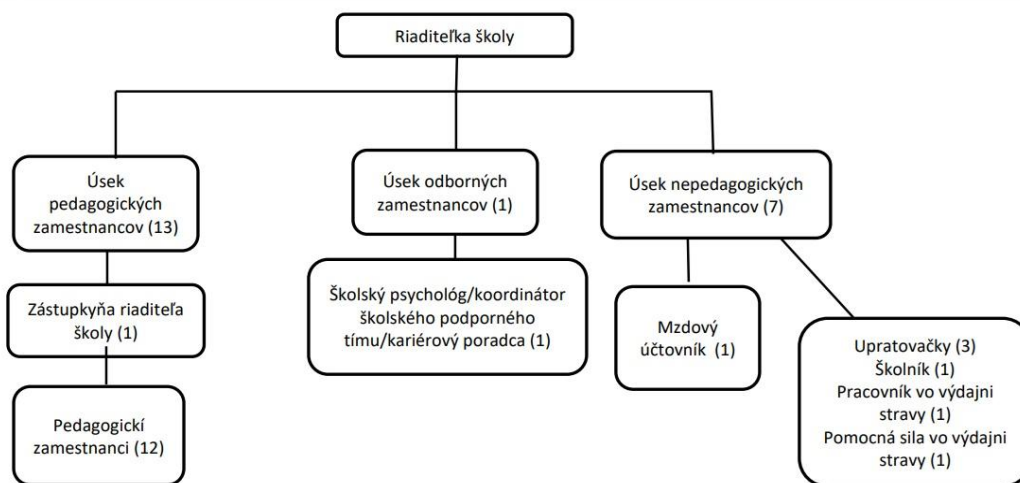 Riaditeľka školy
Úsek
pedagogických
zamestnancov (13)
Úsek odborných
zamestnancov (1)
Úsek nepedagogických
zamestnancov (7)
Zástupkyňa riaditeľa
školy (1)
Školský psychológ/koordinátor
školského podporného
tímu/kariérový poradca (1)
Mzdový
účtovník (1)
Upratovačky (3)
Školník (1)
Pracovník vo výdajni
stravy (1)
Pomocná sila vo výdajni
stravy (1)
Pedagogickí
zamestnanci (12)